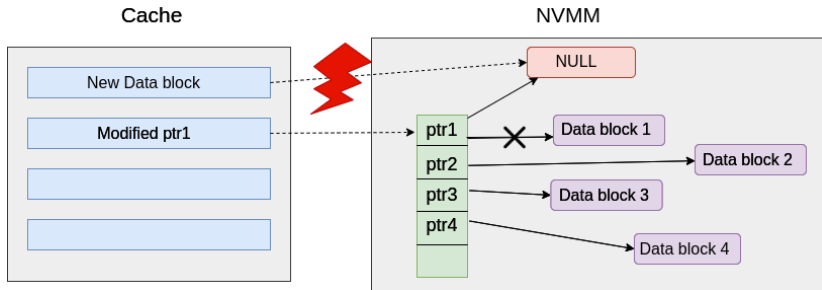 Cache
NVMM
New Data block
NULL
Modified ptr1
ptr1
Data block 1
ptr2
Data block 2
ptr3
Data block 3
ptr4
Data block 4